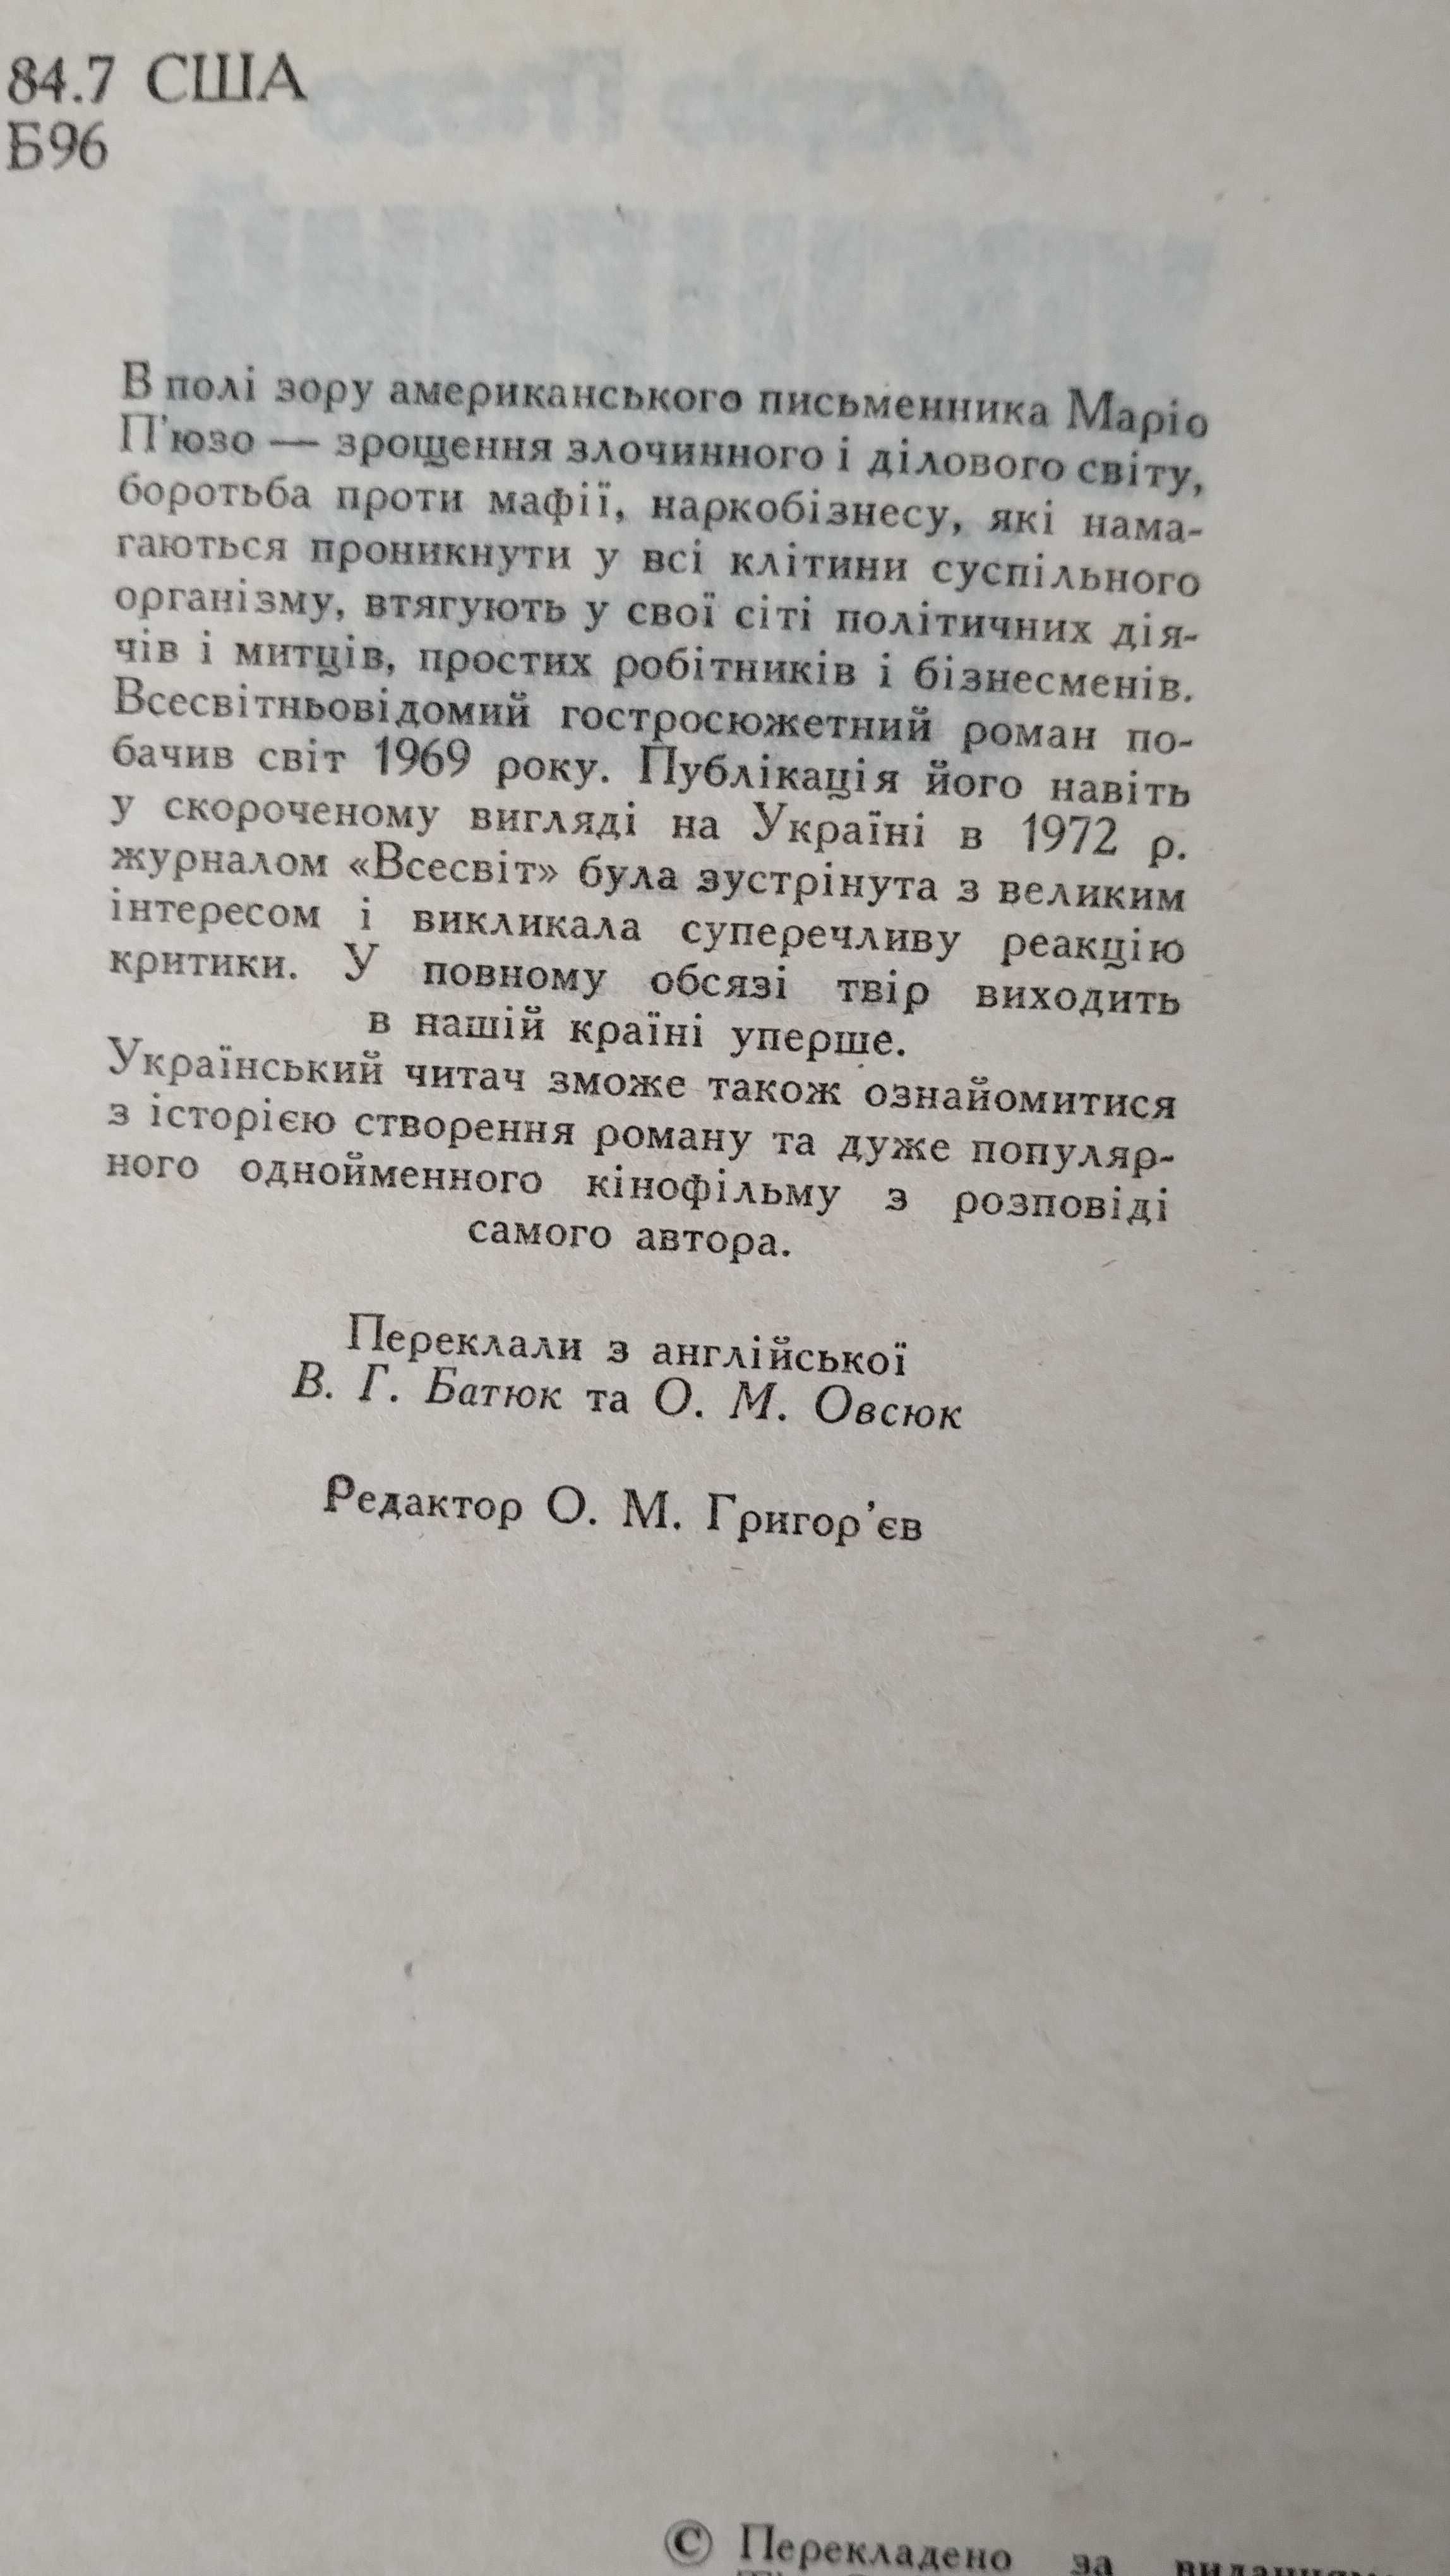 84.7 США
Б96
В полі зору американського письменника Маріо
П'юзо — зрощення злочинного і ділового світу,
боротьба проти мафії, наркобізнесу, які нама-
гаються проникнути у всі клітини суспільного
організму, втягують у свої сіті політичних дія-
чів і митців, простих робітників і бізнесменів.
Всесвітньовідомий гостросюжетний роман по-
бачив світ 1969 року. Публікація його навіть
у скороченому вигляді на Україні в 1972 р.
журналом «Всесвіт» була зустрінута з великим
інтересом і викликала суперечливу реакцію
критики. У повному обсязі твір виходить
в нашій країні уперше.
Український читач зможе також ознайомитися
з історією створення роману та дуже популяр-
ного однойменного кінофільму з розповіді
самого автора.
Переклали з англійської
В. Г. Батюк та О. М. Овсюк
Редактор О. М. Григор'єв
© Перекладено за